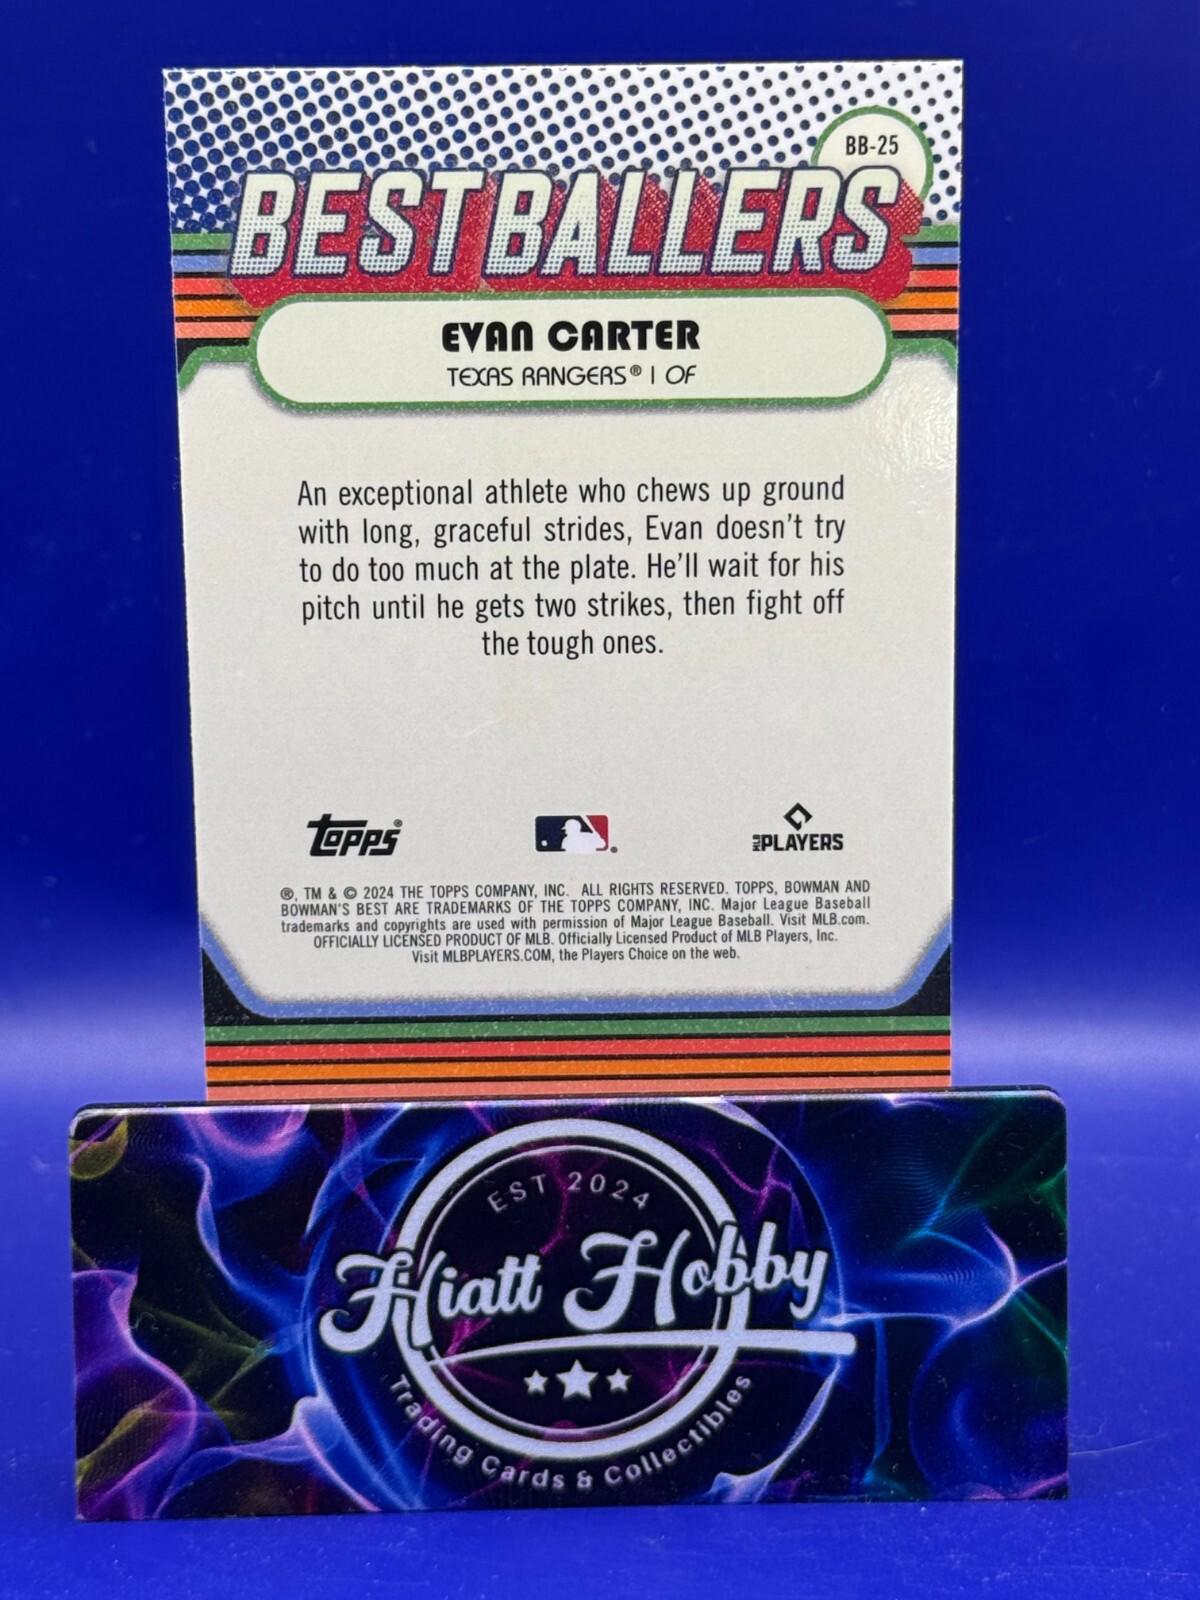 BB-25
BEST BALLERS
EVAN CARTER
TEXAS RANGERS® | OF
An exceptional athlete who chews up ground
with long, graceful strides, Evan doesn't try
to do too much at the plate. He'll wait for his
pitch until he gets two strikes, then fight off
the tough ones.
Topps®
MLB PLAYERS
®, TM & © 2024 THE TOPPS COMPANY, INC. ALL RIGHTS RESERVED. TOPPS, BOWMAN AND
BOWMAN'S BEST ARE TRADEMARKS OF THE TOPPS COMPANY, INC. Major League Baseball
trademarks and copyrights are used with permission of Major League Baseball. Visit MLB.com.
OFFICIALLY LICENSED PRODUCT OF MLB. Officially Licensed Product of MLB Players, Inc.
Visit MLBPLAYERS.COM, the Players Choice on the web.
EST 2024
Hiatt Hobby
Trading Cards & Collectibles